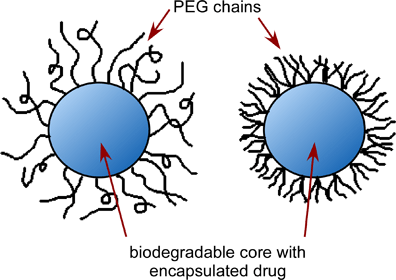 PEG chains
biodegradable core with
encapsulated drug